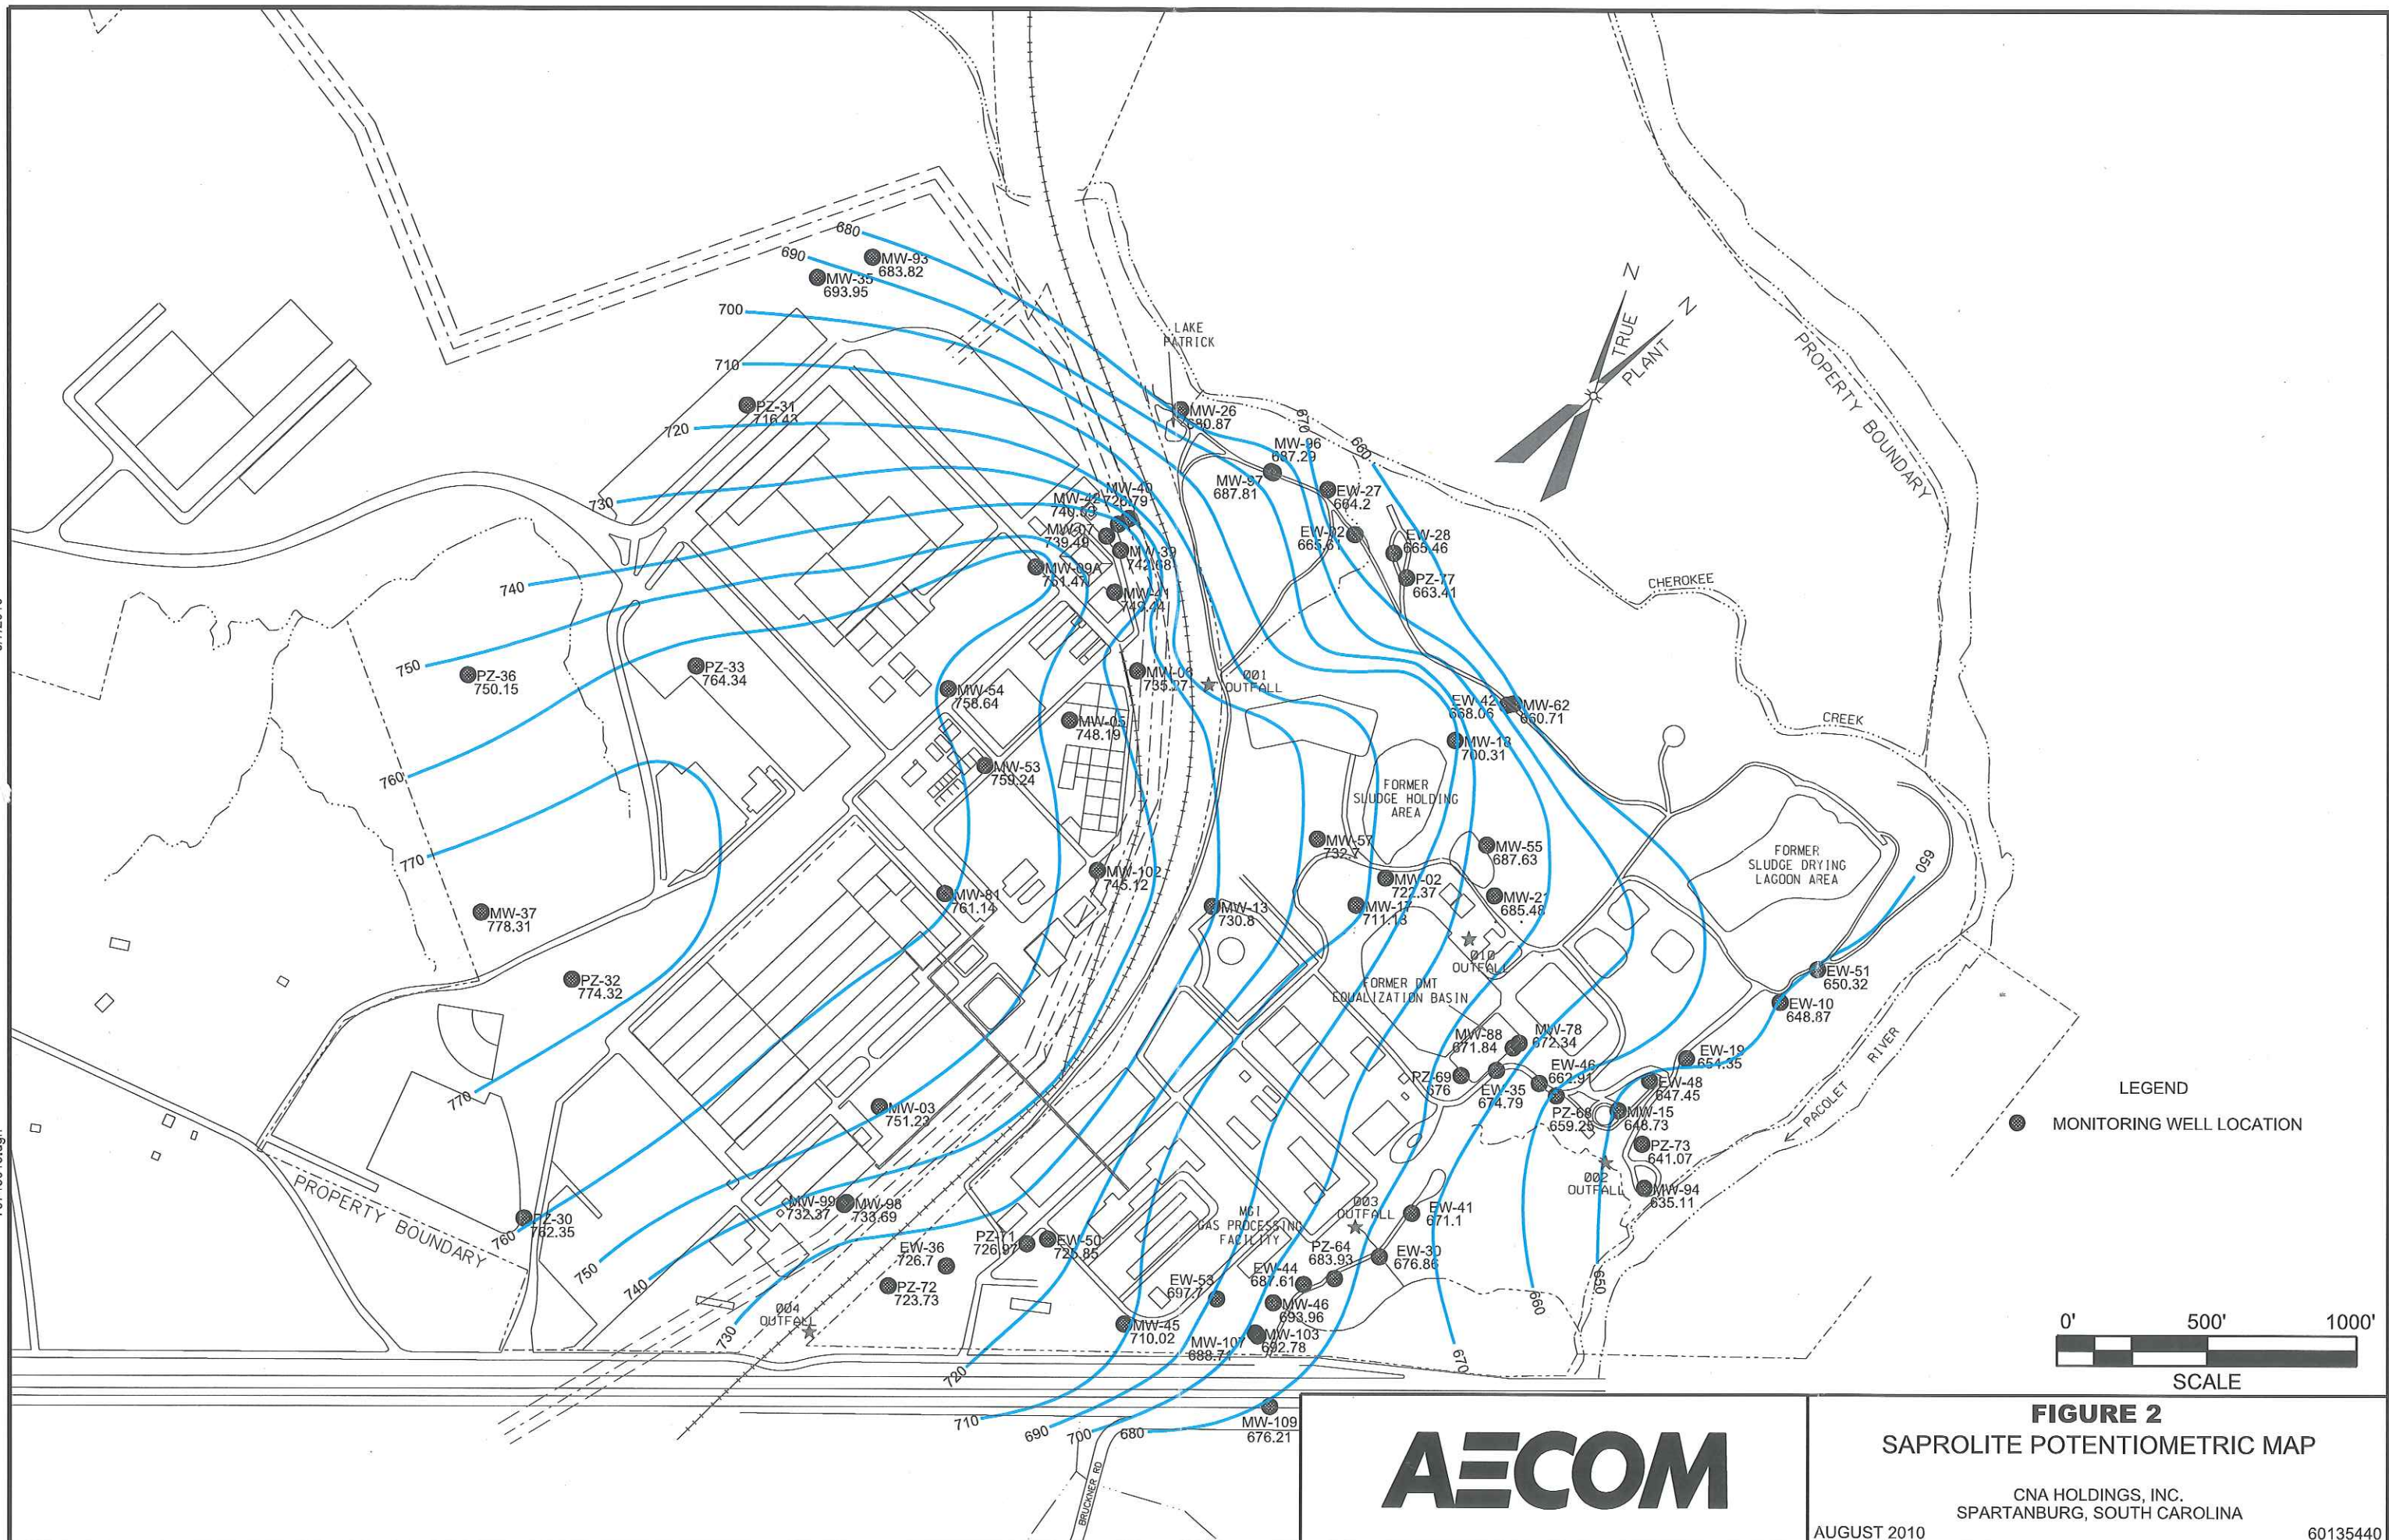 680
690
MW-93
683.82
MW-35
693.95
700
710
PZ-31
716.43
720
730
740
750
760
770
LAKE
PATRICK
MW-26
680.87
670
660
MW-96
687.29
MW-97
687.81
EW-27
664.2
EW-02
665.61
EW-28
665.46
PZ-77
663.41
MW-40
726.79
MW-42
740.69
MW-07
739.49
MW-39
742.68
MW-09A
751.47
MW-41
749.44
MW-06
735.27
001
OUTFALL
TRUE
N
PLANT
N
PROPERTY BOUNDARY
CHEROKEE
CREEK
PZ-36
750.15
PZ-33
764.34
MW-54
758.64
MW-05
748.19
MW-53
759.24
EW-42
668.06
MW-62
660.71
MW-18
700.31
FORMER
SLUDGE HOLDING
AREA
MW-57
732.7
MW-55
687.63
FORMER
SLUDGE DRYING
LAGOON AREA
650
MW-102
745.12
MW-81
761.14
MW-02
722.37
MW-17
711.13
MW-21
685.48
MW-13
730.8
MW-37
778.31
PZ-32
774.32
010
OUTFALL
FORMER DMT
EQUALIZATION BASIN
EW-51
650.32
EW-10
648.87
MW-88
671.84
MW-78
672.34
EW-46
662.91
EW-19
654.35
PZ-69
676
EW-35
674.79
PZ-68
659.25
EW-48
647.45
MW-15
648.73
PACOLET RIVER
PZ-73
641.07
002
OUTFALL
MW-94
635.11
LEGEND
MONITORING WELL LOCATION
770
MW-03
751.23
PROPERTY BOUNDARY
PZ-30
762.35
760
750
740
730
MW-99
732.37
MW-98
733.69
PZ-71
726.97
EW-50
725.85
EW-36
726.7
PZ-72
723.73
004
OUTFALL
MGI
GAS PROCESSING
FACILITY
003
OUTFALL
EW-41
671.1
PZ-64
683.93
EW-30
676.86
EW-44
687.61
EW-53
697.7
MW-46
693.96
MW-45
710.02
MW-107
688.71
MW-103
692.78
720
710
690
700
680
MW-109
676.21
670
660
650
BRUCKNER RD
0'
500'
1000'
SCALE
AECOM
FIGURE 2
SAPROLITE POTENTIOMETRIC MAP
CNA HOLDINGS, INC.
SPARTANBURG, SOUTH CAROLINA
AUGUST 2010
60135440